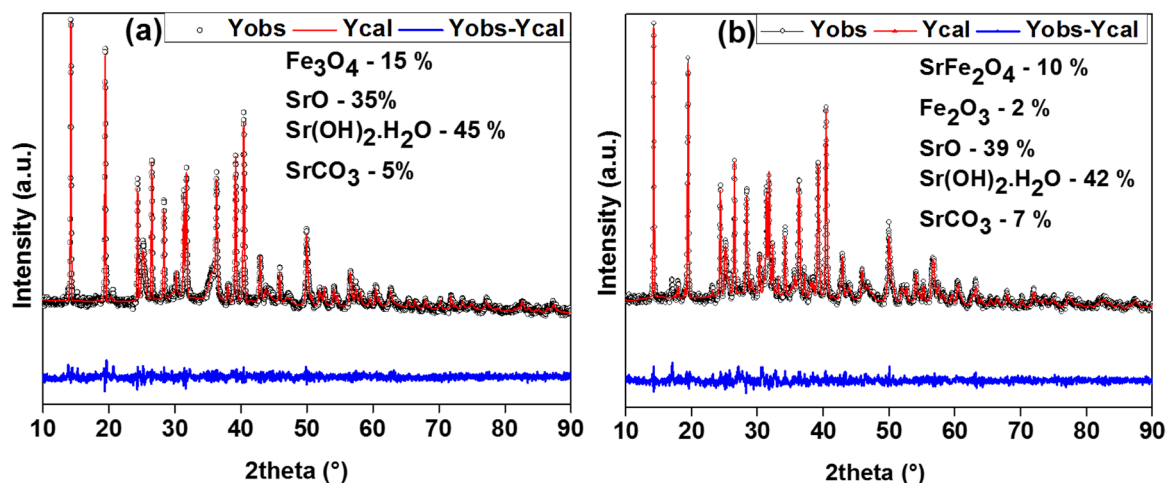 (a)
Yobs Ycal Yobs-Ycal
Fe3O4 - 15 %
SrO - 35%
Sr(OH)2.H2O - 45 %
SrCO3 - 5%
Intensity (a.u.)
10 20 30 40 50 60 70 80 90
2theta (°)
(b)
Yobs Ycal Yobs-Ycal
SrFe2O4 - 10 %
Fe2O3 - 2 %
SrO - 39 %
Sr(OH)2.H2O - 42 %
SrCO3 - 7 %
Intensity (a.u.)
10 20 30 40 50 60 70 80 90
2theta (°)